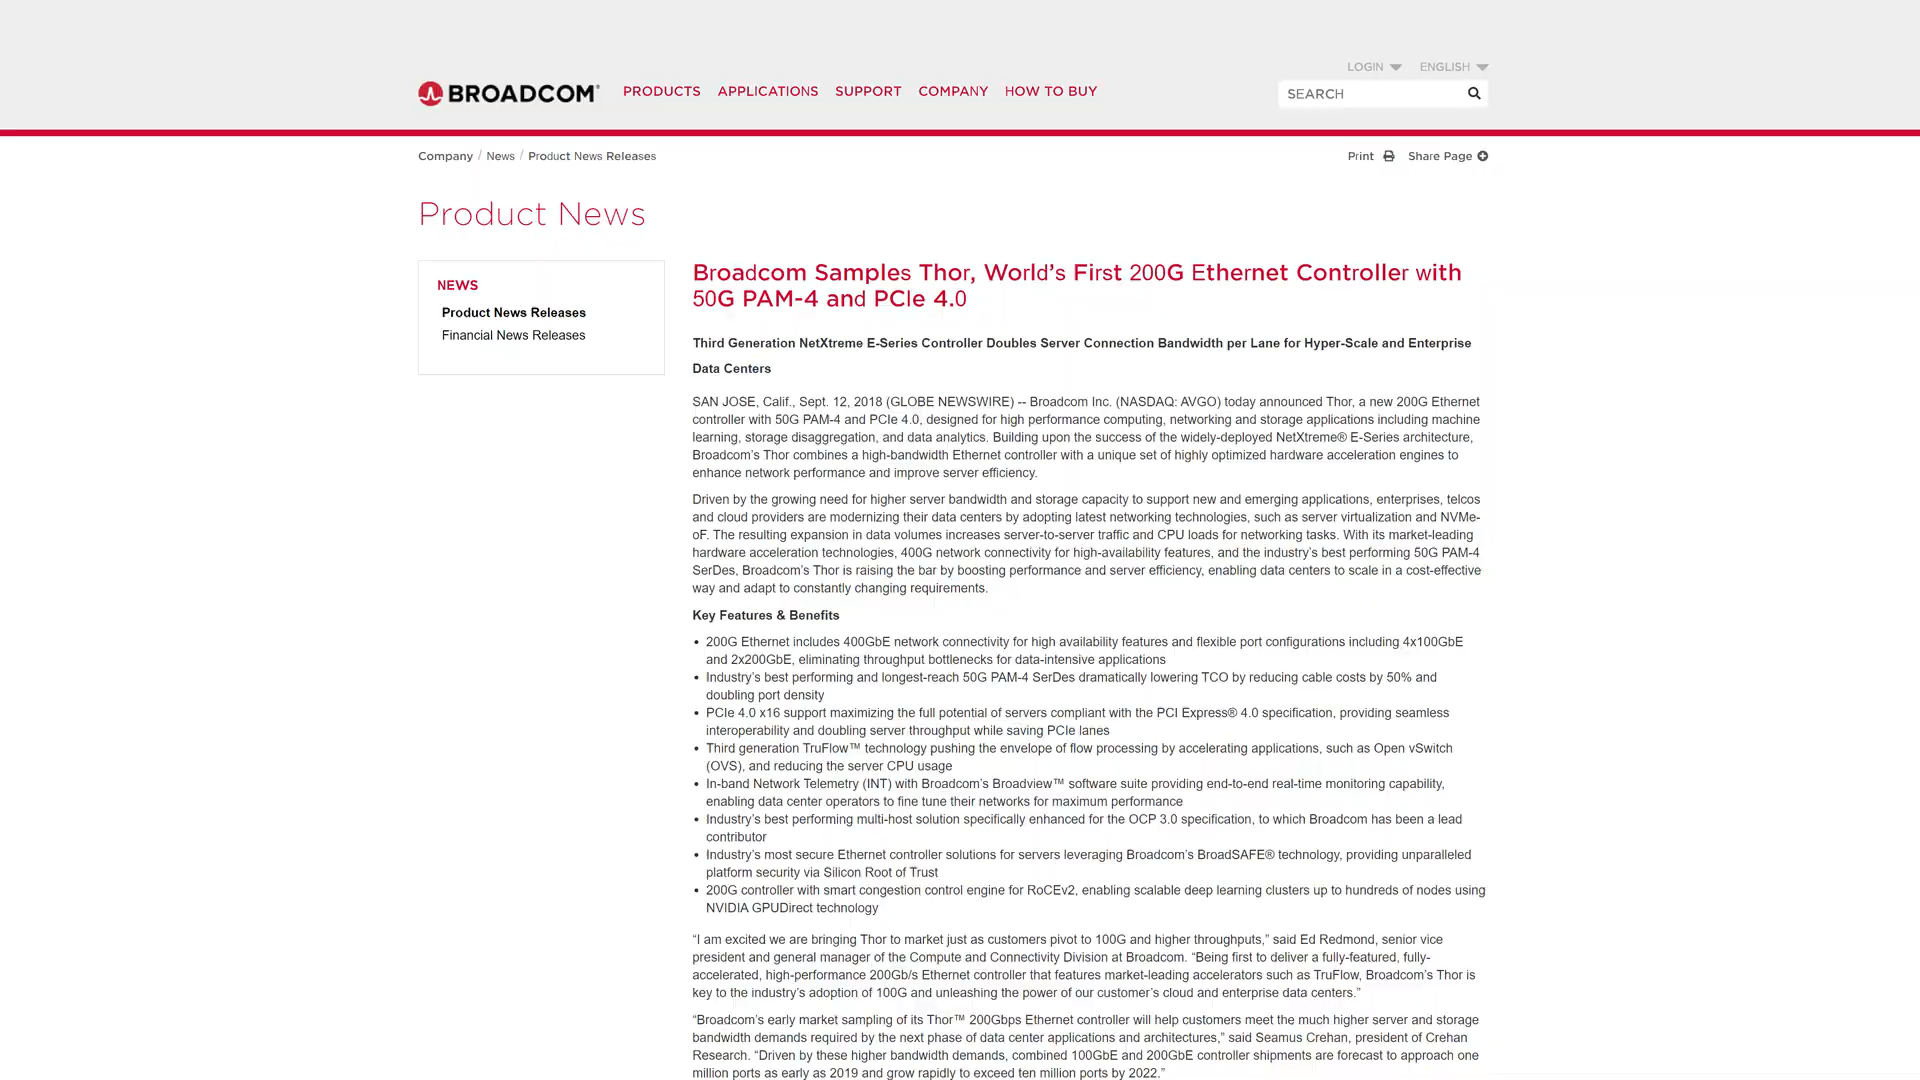 LOGIN ENGLISH
BROADCOM® PRODUCTS APPLICATIONS SUPPORT COMPANY HOW TO BUY SEARCH
Company / News / Product News Releases Print Share Page
Product News
NEWS
Product News Releases
Financial News Releases
Broadcom Samples Thor, World’s First 200G Ethernet Controller with
50G PAM-4 and PCIe 4.0
Third Generation NetXtreme E-Series Controller Doubles Server Connection Bandwidth per Lane for Hyper-Scale and Enterprise
Data Centers
SAN JOSE, Calif., Sept. 12, 2018 (GLOBE NEWSWIRE) -- Broadcom Inc. (NASDAQ: AVGO) today announced Thor, a new 200G Ethernet
controller with 50G PAM-4 and PCIe 4.0, designed for high performance computing, networking and storage applications including machine
learning, storage disaggregation, and data analytics. Building upon the success of the widely-deployed NetXtreme® E-Series architecture,
Broadcom’s Thor combines a high-bandwidth Ethernet controller with a unique set of highly optimized hardware acceleration engines to
enhance network performance and improve server efficiency.
Driven by the growing need for higher server bandwidth and storage capacity to support new and emerging applications, enterprises, telcos
and cloud providers are modernizing their data centers by adopting latest networking technologies, such as server virtualization and NVMe-
oF. The resulting expansion in data volumes increases server-to-server traffic and CPU loads for networking tasks. With its market-leading
hardware acceleration technologies, 400G network connectivity for high-availability features, and the industry’s best performing 50G PAM-4
SerDes, Broadcom’s Thor is raising the bar by boosting performance and server efficiency, enabling data centers to scale in a cost-effective
way and adapt to constantly changing requirements.
Key Features & Benefits
• 200G Ethernet includes 400GbE network connectivity for high availability features and flexible port configurations including 4x100GbE
and 2x200GbE, eliminating throughput bottlenecks for data-intensive applications
• Industry’s best performing and longest-reach 50G PAM-4 SerDes dramatically lowering TCO by reducing cable costs by 50% and
doubling port density
• PCIe 4.0 x16 support maximizing the full potential of servers compliant with the PCI Express® 4.0 specification, providing seamless
interoperability and doubling server throughput while saving PCIe lanes
• Third generation TruFlow™ technology pushing the envelope of flow processing by accelerating applications, such as Open vSwitch
(OVS), and reducing the server CPU usage
• In-band Network Telemetry (INT) with Broadcom’s Broadview™ software suite providing end-to-end real-time monitoring capability,
enabling data center operators to fine tune their networks for maximum performance
• Industry’s best performing multi-host solution specifically enhanced for the OCP 3.0 specification, to which Broadcom has been a lead
contributor
• Industry’s most secure Ethernet controller solutions for servers leveraging Broadcom’s BroadSAFE® technology, providing unparalleled
platform security via Silicon Root of Trust
• 200G controller with smart congestion control engine for RoCEv2, enabling scalable deep learning clusters up to hundreds of nodes using
NVIDIA GPUDirect technology
“I am excited we are bringing Thor to market just as customers pivot to 100G and higher throughputs,” said Ed Redmond, senior vice
president and general manager of the Compute and Connectivity Division at Broadcom. “Being first to deliver a fully-featured, fully-
accelerated, high-performance 200Gb/s Ethernet controller that features market-leading accelerators such as TruFlow, Broadcom’s Thor is
key to the industry’s adoption of 100G and unleashing the power of our customer’s cloud and enterprise data centers.”
“Broadcom’s early market sampling of its Thor™ 200Gbps Ethernet controller will help customers meet the much higher server and storage
bandwidth demands required by the next phase of data center applications and architectures,” said Seamus Crehan, president of Crehan
Research. “Driven by these higher bandwidth demands, combined 100GbE and 200GbE controller shipments are forecast to approach one
million ports as early as 2019 and grow rapidly to exceed ten million ports by 2022.”